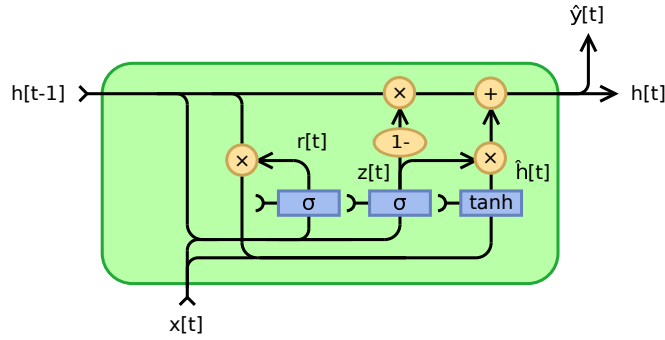 ŷ[t]
h[t-1]
×
1-
+
h[t]
×
r[t]
z[t]
×
ĥ[t]
σ
σ
tanh
x[t]